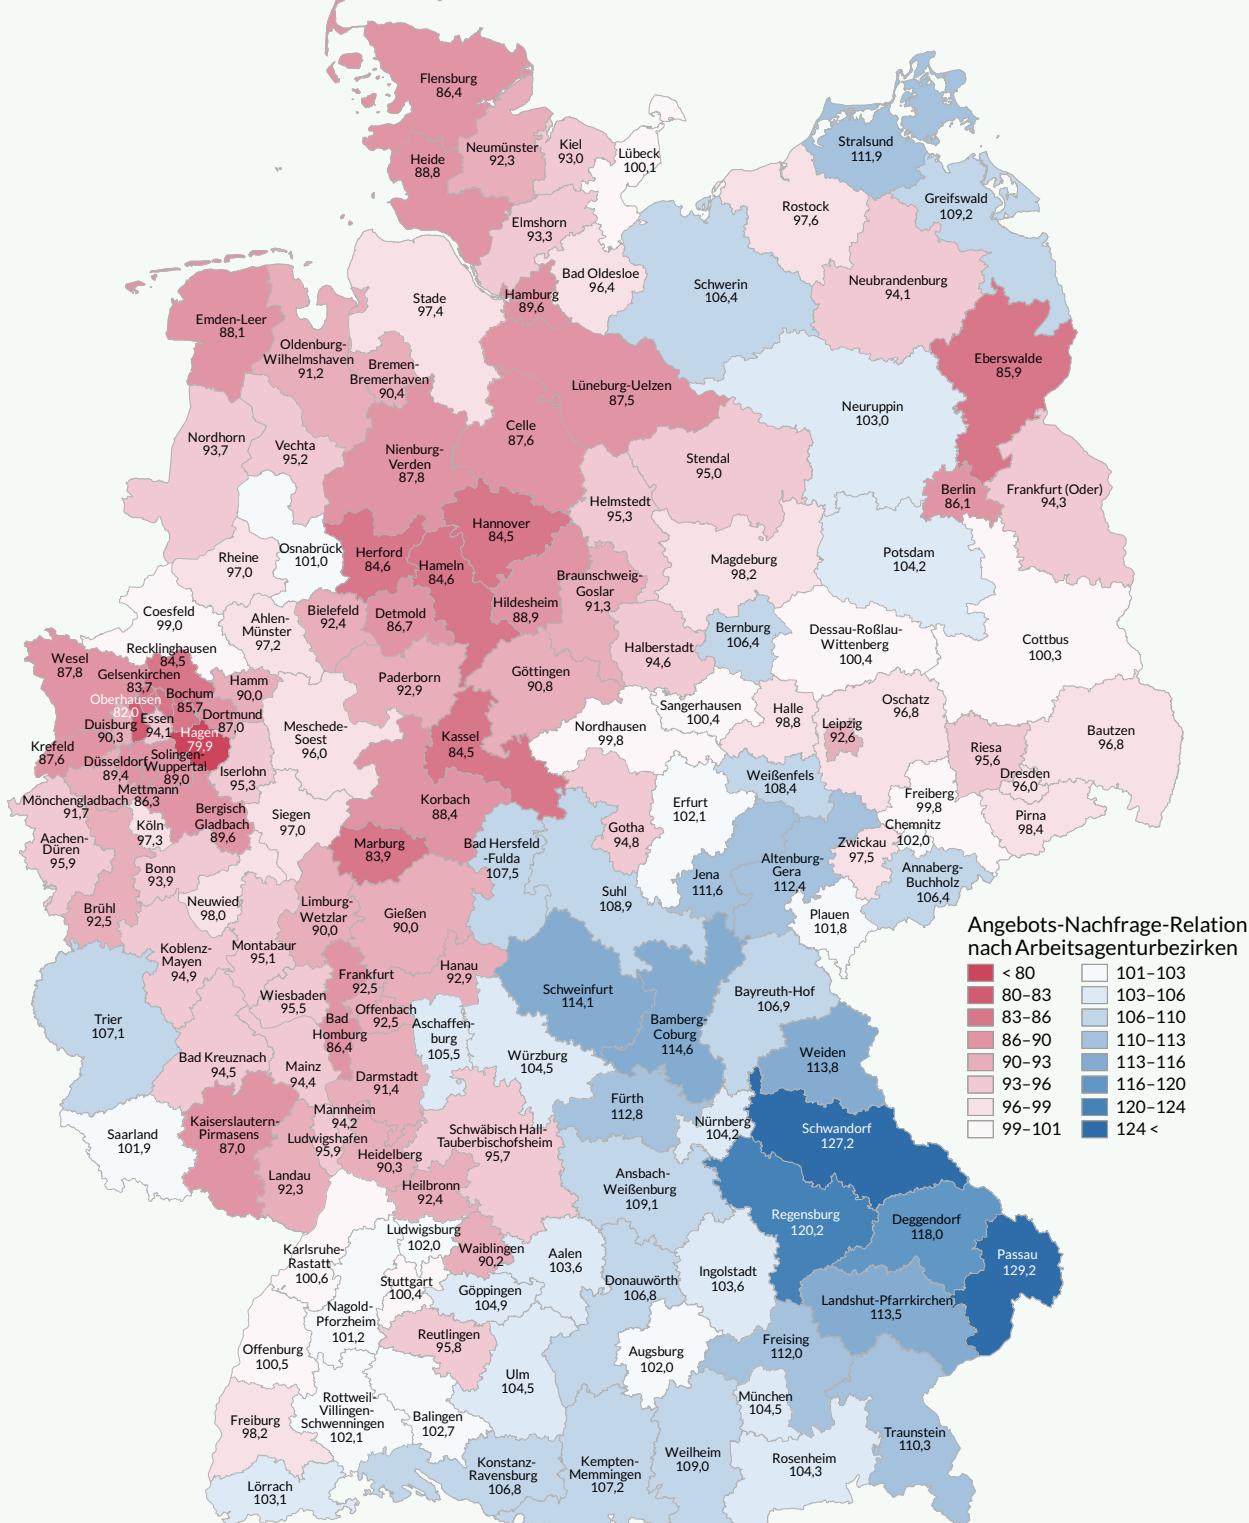 Flensburg
86,4
Heide
88,8
Neumünster
92,3
Kiel
93,0
Lübeck
100,1
Stralsund
111,9
Greifswald
109,2
Rostock
97,6
Elmshorn
93,3
Bad Oldesloe
96,4
Hamburg
89,6
Schwerin
106,4
Neubrandenburg
94,1
Stade
97,4
Emden-Leer
88,1
Oldenburg-
Wilhelmshaven
91,2
Bremen-
Bremerhaven
90,4
Lüneburg-Uelzen
87,5
Eberswalde
85,9
Neuruppin
103,0
Nordhorn
93,7
Vechta
95,2
Nienburg-
Verden
87,8
Celle
87,6
Stendal
95,0
Helmstedt
95,3
Berlin
86,1
Frankfurt (Oder)
94,3
Hannover
84,5
Osnabrück
101,0
Herford
84,6
Hameln
84,6
Rheine
97,0
Magdeburg
98,2
Potsdam
104,2
Braunschweig-
Goslar
91,3
Hildesheim
88,9
Coesfeld
99,0
Ahlen-
Münster
97,2
Bielefeld
92,4
Detmold
86,7
Bernburg
106,4
Dessau-Roßlau-
Wittenberg
100,4
Cottbus
100,3
Halberstadt
94,6
Göttingen
90,8
Paderborn
92,9
Wesel
87,8
Recklinghausen
84,5
Gelsenkirchen
83,7
Oberhausen
82,0
Bochum
85,7
Hamm
90,0
Dortmund
87,0
Duisburg
90,3
Essen
94,1
Hagen
79,9
Krefeld
87,6
Düsseldorf
89,4
Solingen-
Wuppertal
89,0
Mettmann
86,3
Iserlohn
95,3
Meschede-
Soest
96,0
Kassel
84,5
Nordhausen
99,8
Sangerhausen
100,4
Halle
98,8
Leipzig
92,6
Oschatz
96,8
Riesa
95,6
Dresden
96,0
Bautzen
96,8
Mönchengladbach
91,7
Köln
97,3
Bergisch
Gladbach
89,6
Siegen
97,0
Korbach
88,4
Marburg
83,9
Bad Hersfeld
-Fulda
107,5
Gotha
94,8
Erfurt
102,1
Weißenfels
108,4
Freiberg
99,8
Chemnitz
102,0
Pirna
98,4
Zwickau
97,5
Annaberg-
Buchholz
106,4
Altenburg-
Gera
112,4
Jena
111,6
Plauen
101,8
Suhl
108,9
Aachen-
Düren
95,9
Bonn
93,9
Brühl
92,5
Neuwied
98,0
Limburg-
Wetzlar
90,0
Gießen
90,0
Koblenz-
Mayen
94,9
Montabaur
95,1
Wiesbaden
95,5
Frankfurt
92,5
Hanau
92,9
Bad
Homburg
86,4
Offenbach
92,5
Aschaffen-
burg
105,5
Schweinfurt
114,1
Bamberg-
Coburg
114,6
Bayreuth-Hof
106,9
Weiden
113,8
Trier
107,1
Bad Kreuznach
94,5
Mainz
94,4
Darmstadt
91,4
Würzburg
104,5
Fürth
112,8
Nürnberg
104,2
Schwandorf
127,2
Saarland
101,9
Kaiserslautern-
Pirmasens
87,0
Mannheim
94,2
Ludwigshafen
95,9
Heidelberg
90,3
Landau
92,3
Schwäbisch Hall-
Tauberbischofsheim
95,7
Heilbronn
92,4
Ansbach-
Weißenburg
109,1
Regensburg
120,2
Deggendorf
118,0
Passau
129,2
Landshut-Pfarrkirchen
113,5
Karlsruhe-
Rastatt
100,6
Ludwigsburg
102,0
Waiblingen
90,2
Stuttgart
100,4
Aalen
103,6
Göppingen
104,9
Donauwörth
106,8
Ingolstadt
103,6
Nagold-
Pforzheim
101,2
Reutlingen
95,8
Offenburg
100,5
Augsburg
102,0
Freising
112,0
Ulm
104,5
München
104,5
Freiburg
98,2
Rottweil-
Villingen-
Schwenningen
102,1
Balingen
102,7
Traunstein
110,3
Rosenheim
104,3
Weilheim
109,0
Kempten-
Memmingen
107,2
Konstanz-
Ravensburg
106,8
Lörrach
103,1
Angebots-Nachfrage-Relation
nach Arbeitsagenturbezirken
< 80
80–83
83–86
86–90
90–93
93–96
96–99
99–101
101–103
103–106
106–110
110–113
113–116
116–120
120–124
124 <